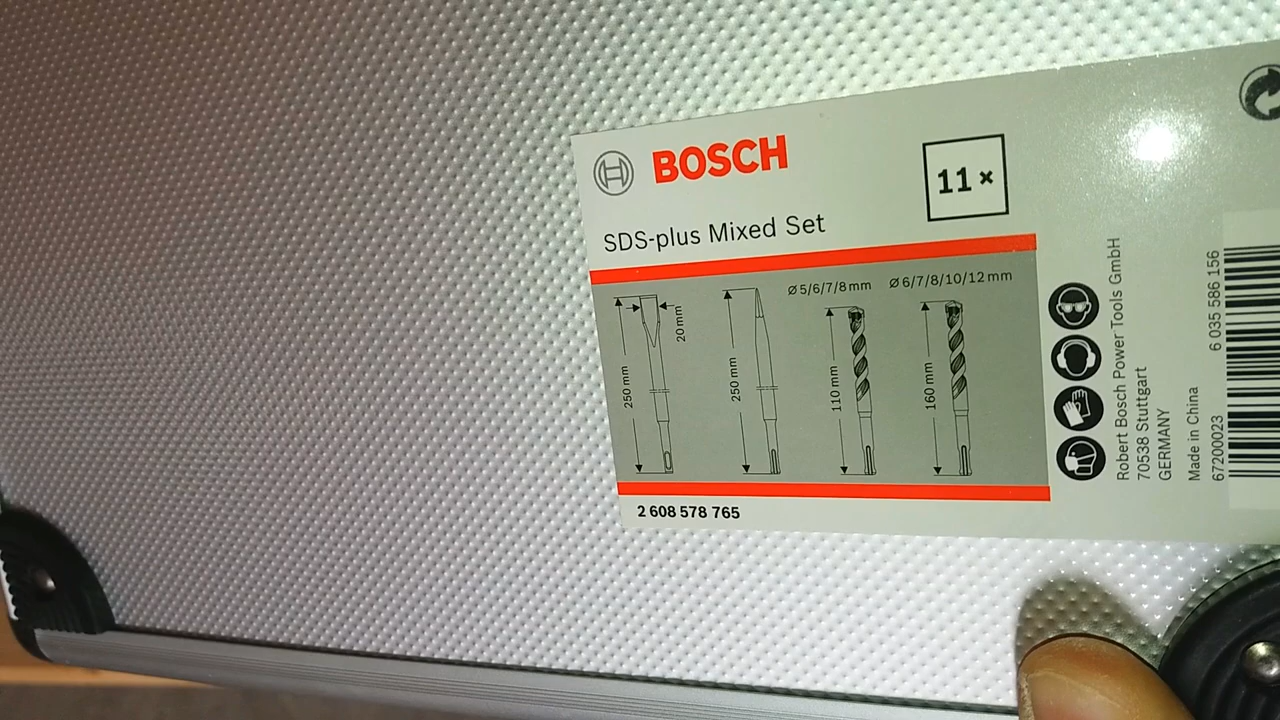 BOSCH
11 x
SDS-plus Mixed Set
Ø 5/6/7/8 mm
Ø 6/7/8/10/12 mm
20 mm
250 mm
250 mm
110 mm
160 mm
2 608 578 765
Robert Bosch Power Tools GmbH
70538 Stuttgart
GERMANY
Made in China
67200023
6 035 586 156